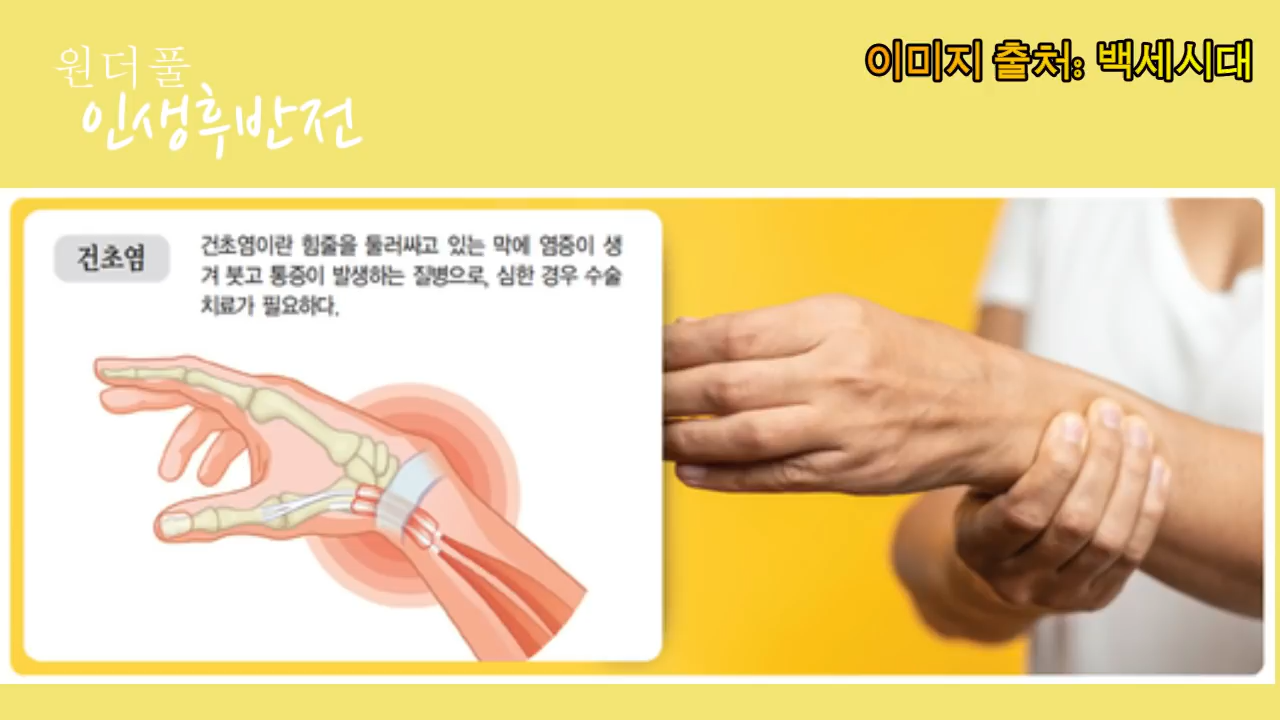 원더풀
인생후반전
이미지 출처: 백세시대
건초염
건초염이란 힘줄을 둘러싸고 있는 막에 염증이 생
겨 붓고 통증이 발생하는 질병으로, 심한 경우 수술
치료가 필요하다.